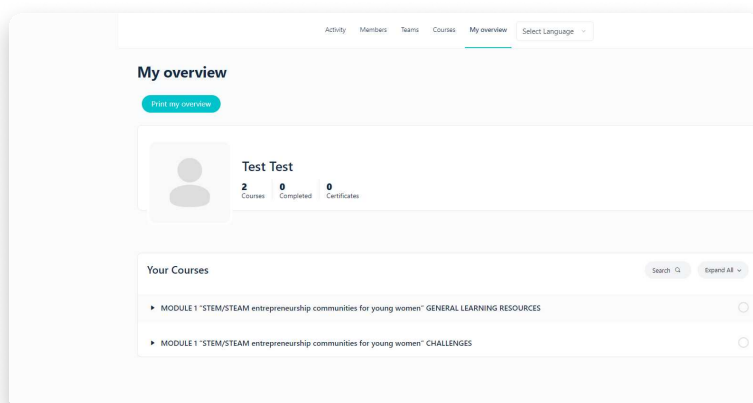 Activity Members Teams Courses My overview Select Language
My overview
Print my overview
Test Test
2 0 0
Courses Completed Certificates
Your Courses Search Expand All
MODULE 1 "STEM/STEAM entrepreneurship communities for young women" GENERAL LEARNING RESOURCES
MODULE 1 "STEM/STEAM entrepreneurship communities for young women" CHALLENGES